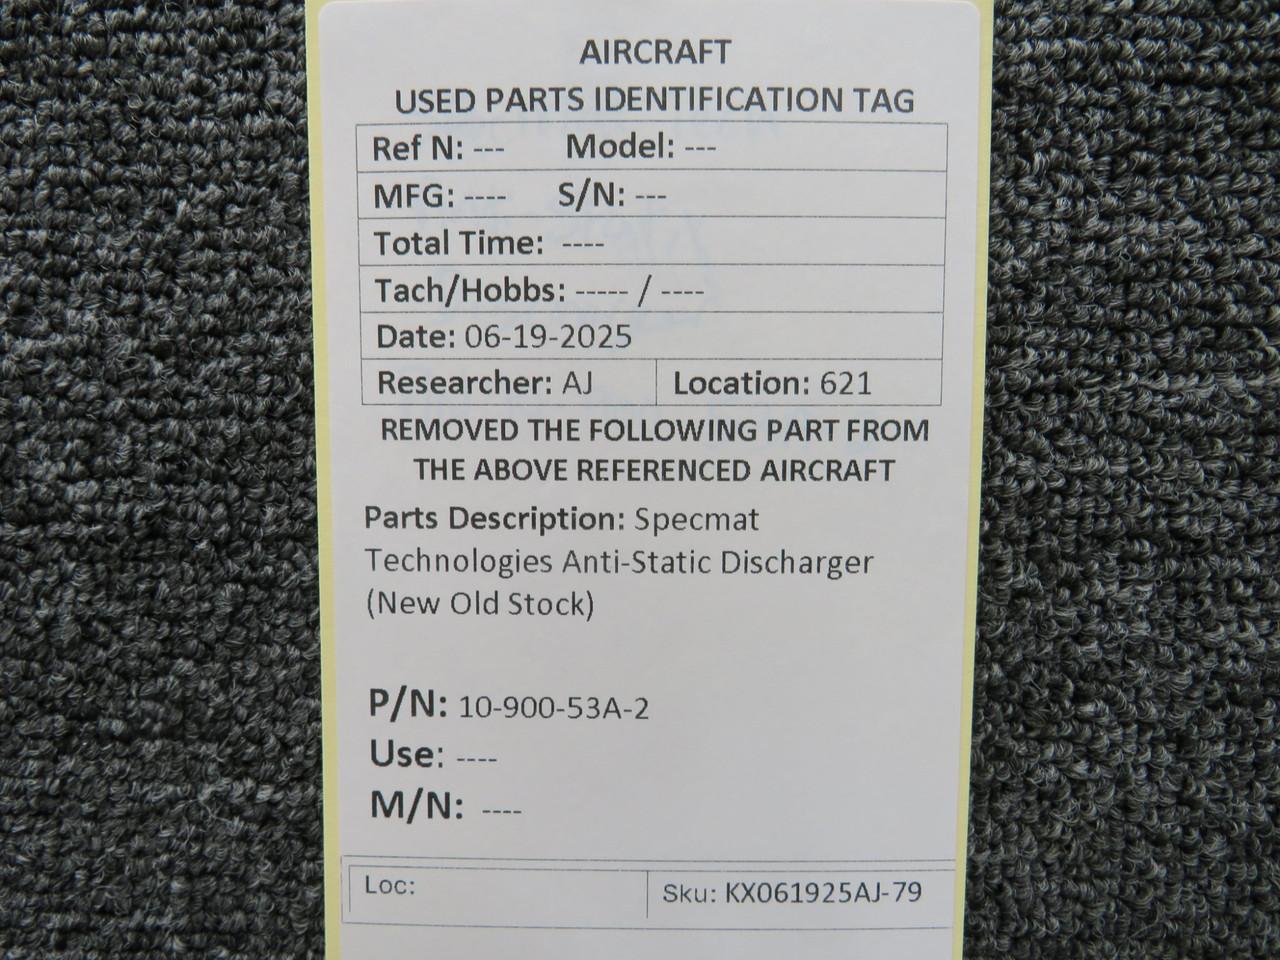 AIRCRAFT
USED PARTS IDENTIFICATION TAG
Ref N: --- Model: ---
MFG: ---- S/N: ---
Total Time: ----
Tach/Hobbs: ----- / ----
Date: 06-19-2025
Researcher: AJ Location: 621
REMOVED THE FOLLOWING PART FROM
THE ABOVE REFERENCED AIRCRAFT
Parts Description: Specmat
Technologies Anti-Static Discharger
(New Old Stock)
P/N: 10-900-53A-2
Use: ----
M/N: ----
Loc: Sku: KX061925AJ-79